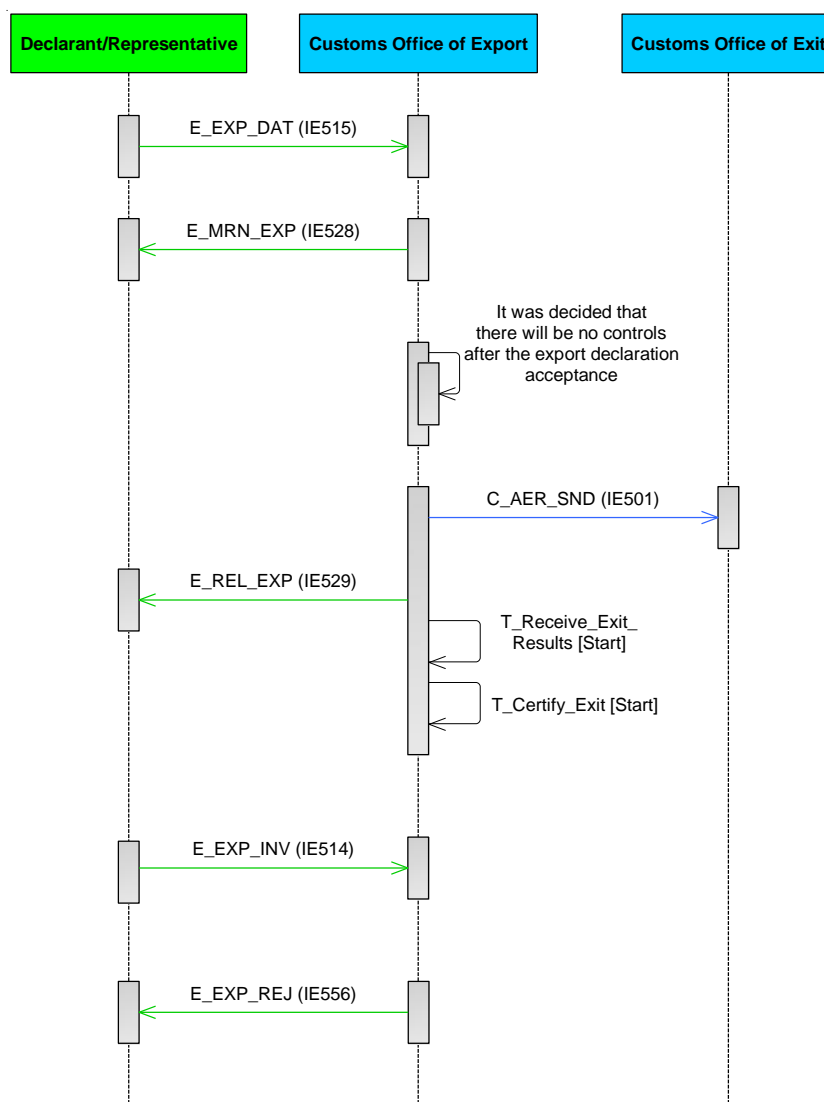 Declarant/Representative
Customs Office of Export
Customs Office of Exit
E_EXP_DAT (IE515)
E_MRN_EXP (IE528)
It was decided that
there will be no controls
after the export declaration
acceptance
C_AER_SND (IE501)
E_REL_EXP (IE529)
T_Receive_Exit_
Results [Start]
T_Certify_Exit [Start]
E_EXP_INV (IE514)
E_EXP_REJ (IE556)